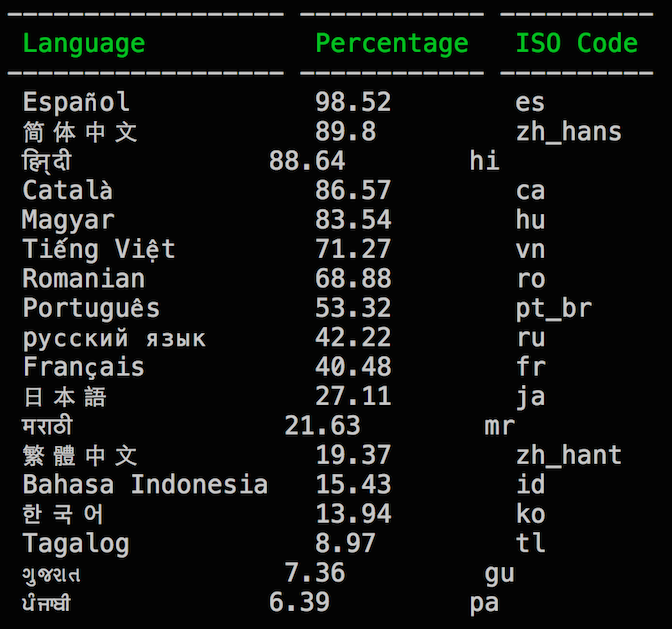 Language Percentage ISO Code
Español 98.52 es
简体中文 89.8 zh_hans
हिन्दी 88.64 hi
Català 86.57 ca
Magyar 83.54 hu
Tiếng Việt 71.27 vn
Romanian 68.88 ro
Português 53.32 pt_br
русский язык 42.22 ru
Français 40.48 fr
日本語 27.11 ja
मराठी 21.63 mr
繁體中文 19.37 zh_hant
Bahasa Indonesia 15.43 id
한국어 13.94 ko
Tagalog 8.97 tl
ગુજરાત 7.36 gu
ਪੰਜਾਬੀ 6.39 pa